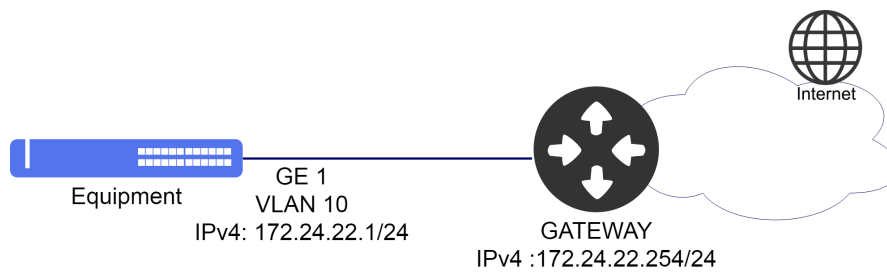 Internet
Equipment
GE 1
VLAN 10
IPv4: 172.24.22.1/24
GATEWAY
IPv4 :172.24.22.254/24